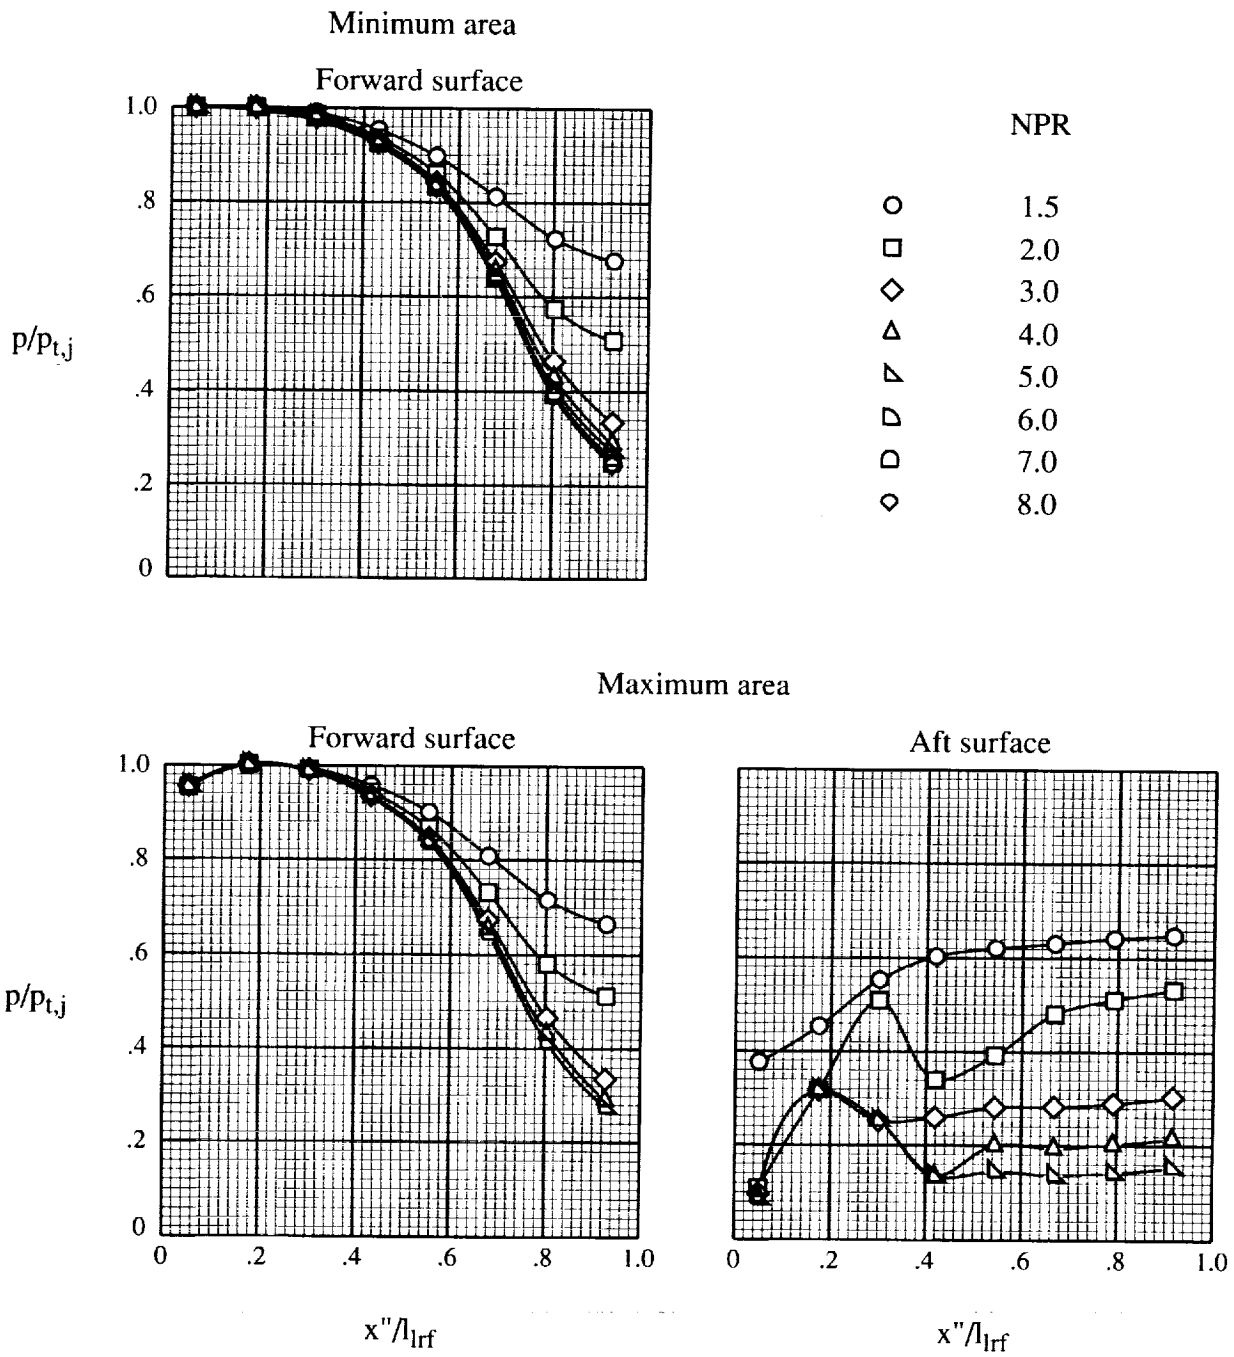 Minimum area
Forward surface
NPR
1.0
.8
.6
.4
.2
0
p/pt,j
1.5
2.0
3.0
4.0
5.0
6.0
7.0
8.0
Maximum area
Forward surface
Aft surface
1.0
.8
.6
.4
.2
0
p/pt,j
0 .2 .4 .6 .8 1.0
0 .2 .4 .6 .8 1.0
x"/llrf
x"/llrf